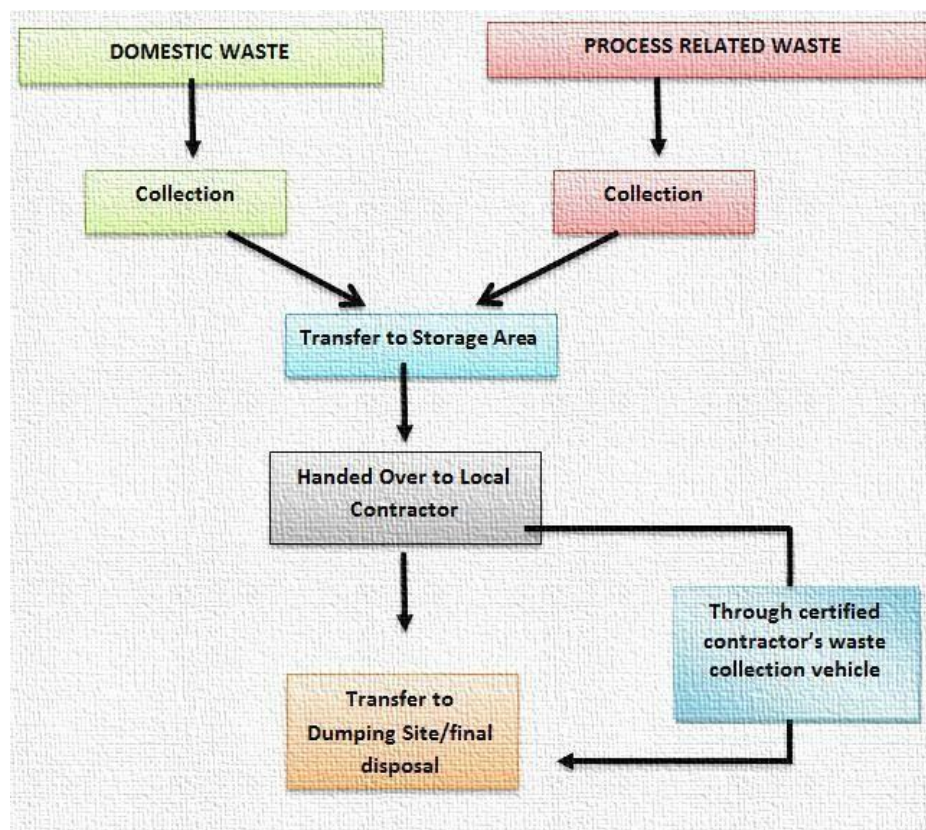 DOMESTIC WASTE
PROCESS RELATED WASTE
Collection
Collection
Transfer to Storage Area
Handed Over to Local
Contractor
Through certified
contractor's waste
collection vehicle
Transfer to
Dumping Site/final
disposal